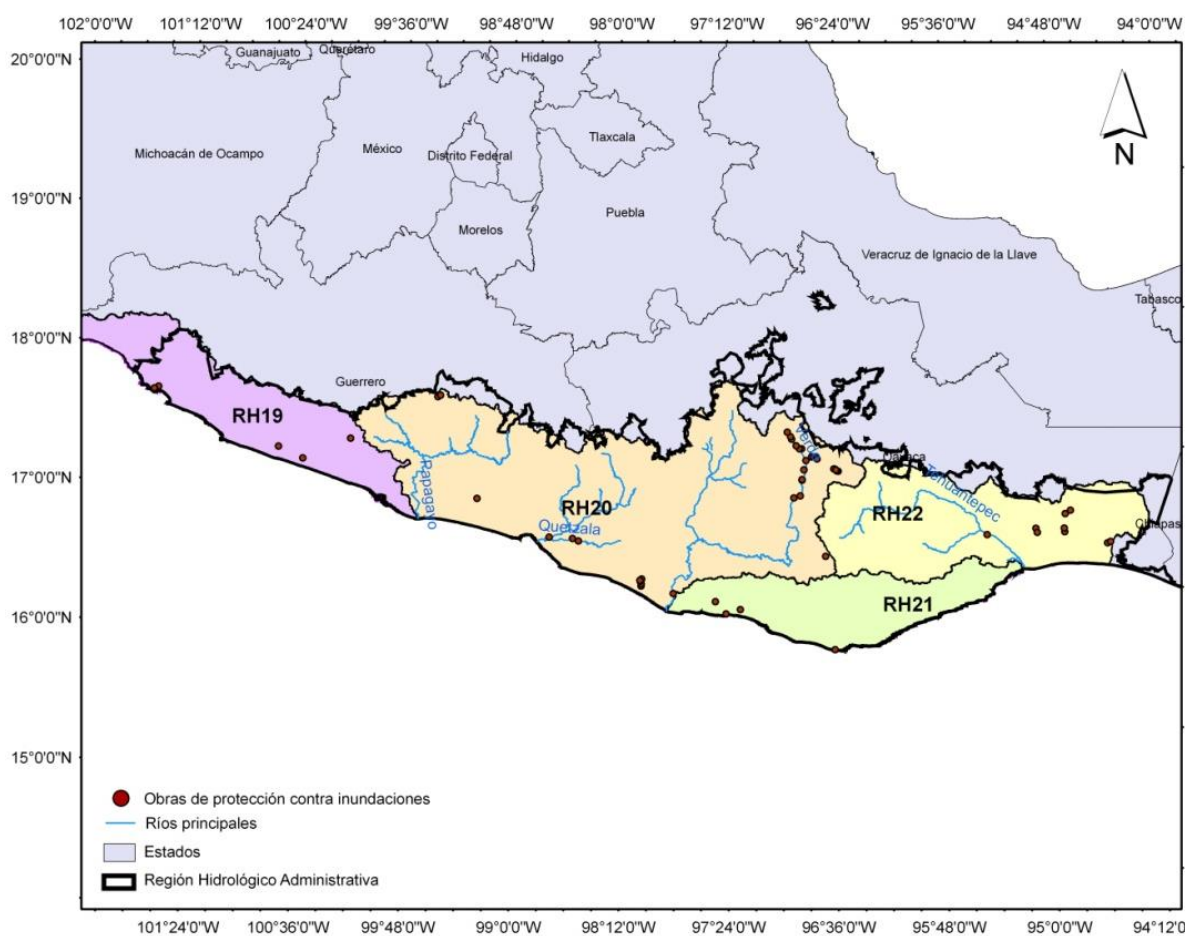 102°0'0"W 101°12'0"W 100°24'0"W 99°36'0"W 98°48'0"W 98°0'0"W 97°12'0"W 96°24'0"W 95°36'0"W 94°48'0"W 94°0'0"W
20°0'0"N
Guanajuato
Querétaro
Hidalgo
N
Tlaxcala
Michoacán de Ocampo
México
Distrito Federal
19°0'0"N
Puebla
Morelos
Veracruz de Ignacio de la Llave
Tabasco
18°0'0"N
Guerrero
RH19
Verde
Oaxaca
17°0'0"N
Papagayo
Tehuantepec
RH20
RH22
Quetzala
Chiapas
RH21
16°0'0"N
15°0'0"N
Obras de protección contra inundaciones
Ríos principales
Estados
Región Hidrológico Administrativa
101°24'0"W 100°36'0"W 99°48'0"W 99°0'0"W 98°12'0"W 97°24'0"W 96°36'0"W 95°48'0"W 95°0'0"W 94°12'0